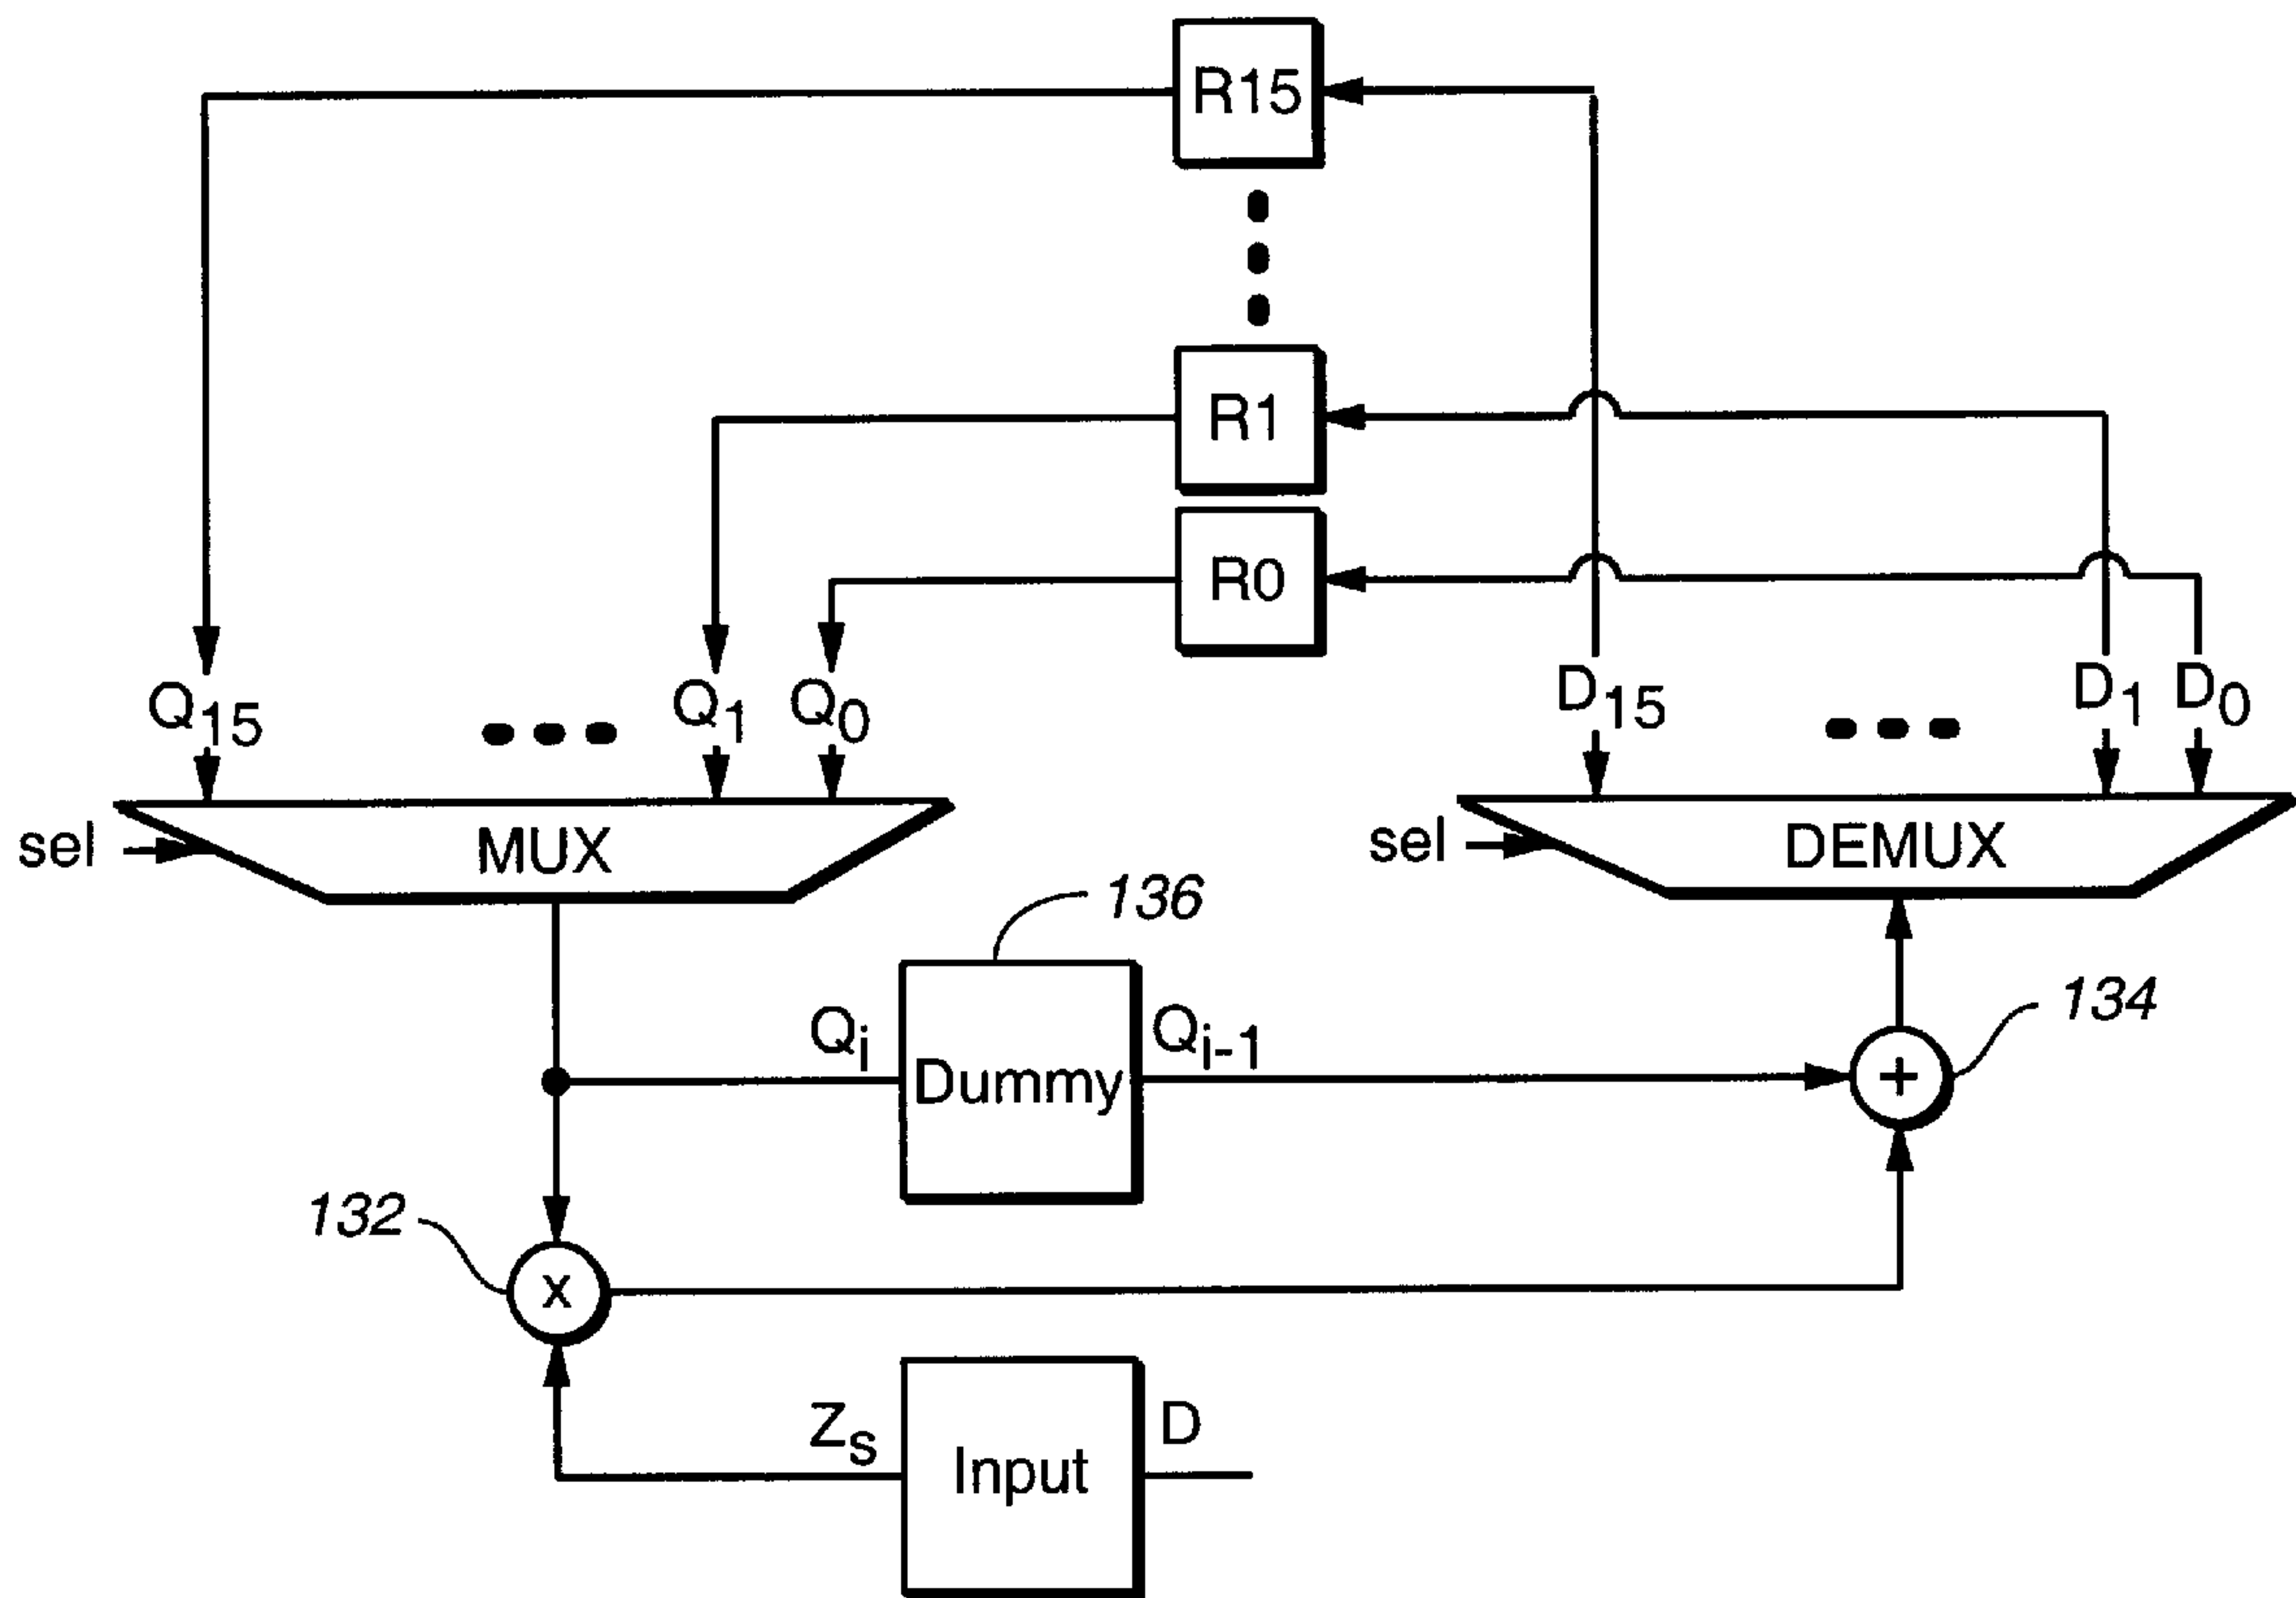 R15
R1
R0
Q15
Q1
Q0
D15
D1
D0
sel
MUX
sel
DEMUX
136
Qi
Dummy
Qi-1
134
+
132
x
Zs
Input
D